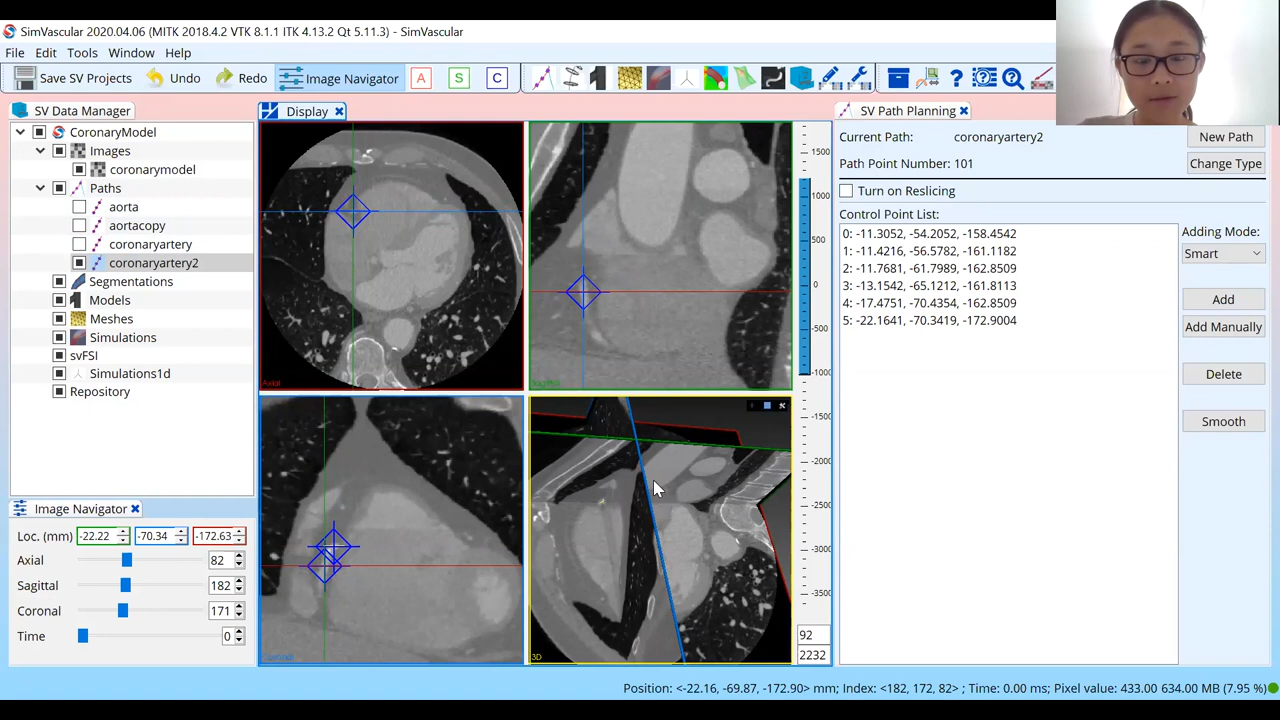 SimVascular 2020.04.06 (MITK 2018.4.2 VTK 8.1.1 ITK 4.13.2 Qt 5.11.3) - SimVascular
File Edit Tools Window Help
Save SV Projects Undo Redo Image Navigator A S C
SV Data Manager
CoronaryModel
Images
coronarymodel
Paths
aorta
aortacopy
coronaryartery
coronaryartery2
Segmentations
Models
Meshes
Simulations
svFSI
Simulations1d
Repository
Image Navigator
Loc. (mm) -22.22 -70.34 -172.63
Axial 82
Sagittal 182
Coronal 171
Time 0
Display
Axial
Sagittal
Coronal
3D
1500
1000
500
0
-500
-1000
-1500
-2000
-2500
-3000
-3500
92
2232
SV Path Planning
Current Path: coronaryartery2 New Path
Path Point Number: 101 Change Type
Turn on Reslicing
Control Point List:
0: -11.3052, -54.2052, -158.4542
1: -11.4216, -56.5782, -161.1182
2: -11.7681, -61.7989, -162.8509
3: -13.1542, -65.1212, -161.8113
4: -17.4751, -70.4354, -162.8509
5: -22.1641, -70.3419, -172.9004
Adding Mode:
Smart
Add
Add Manually
Delete
Smooth
Position: <-22.16, -69.87, -172.90> mm; Index: <182, 172, 82> ; Time: 0.00 ms; Pixel value: 433.00 634.00 MB (7.95 %)